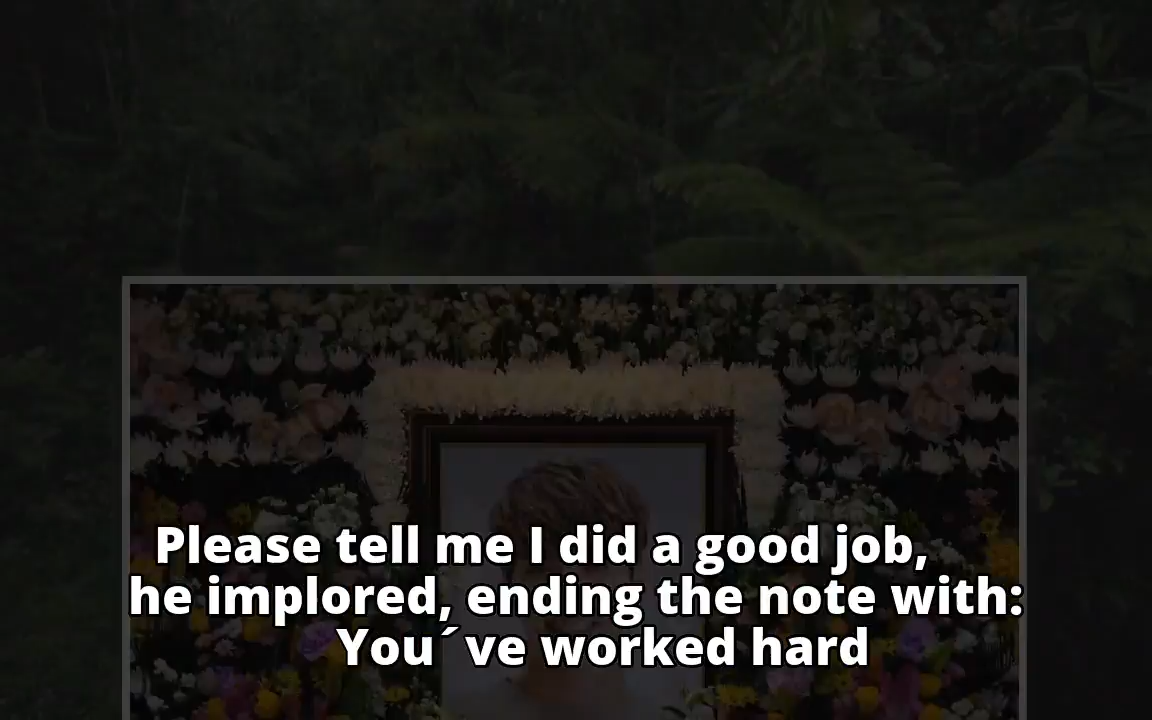 Please tell me I did a good job,
he implored, ending the note with:
You´ve worked hard